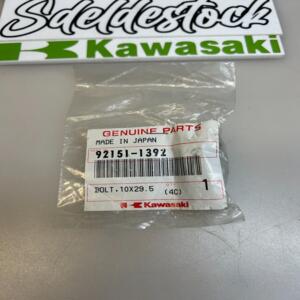 Sdeldestock
Kawasaki
GENUINE PARTS
MADE IN JAPAN
92151-1392
BOLT,10X29.5 (4C) 1
Kawasaki